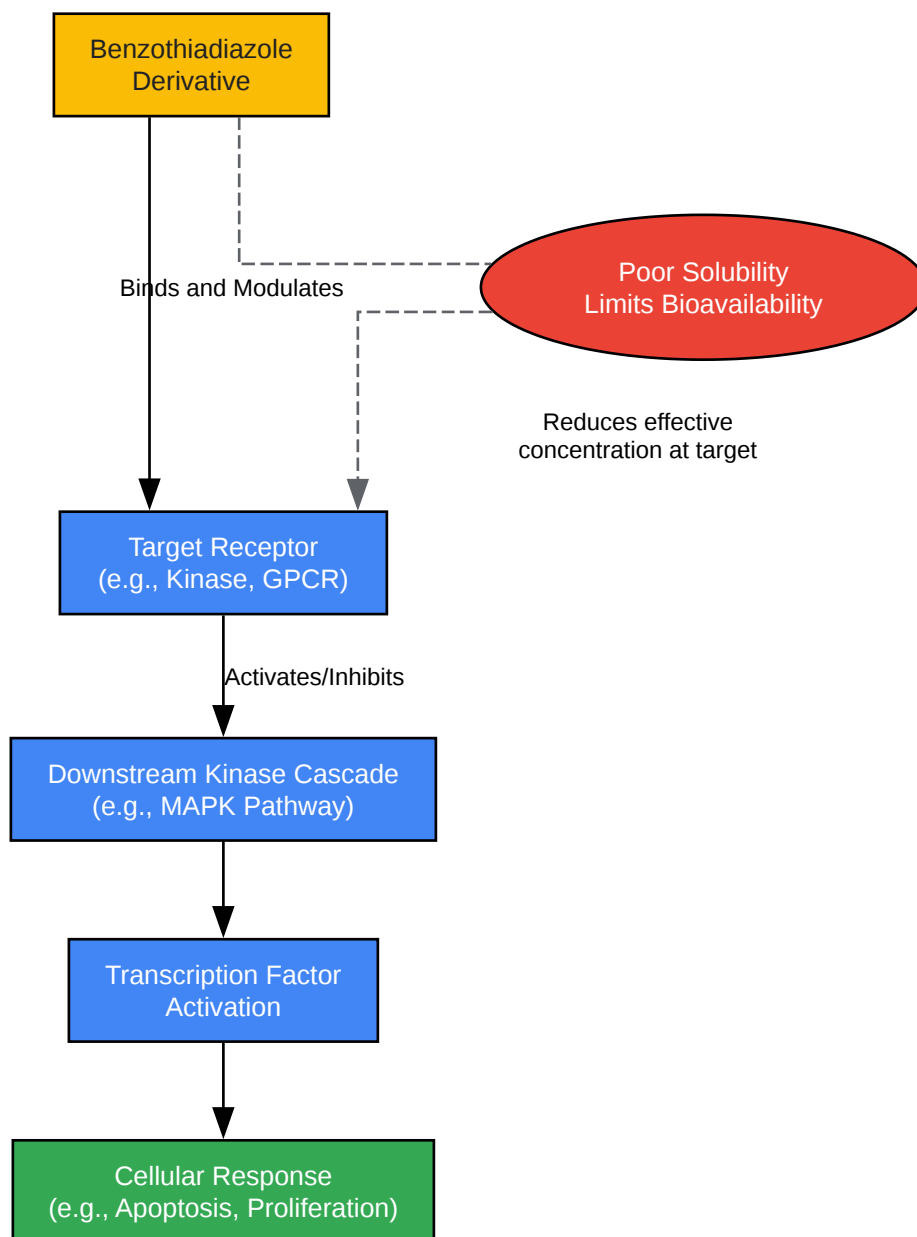 Benzothiadiazole
Derivative
Poor Solubility
Limits Bioavailability
Binds and Modulates
Reduces effective
concentration at target
Target Receptor
(e.g., Kinase, GPCR)
Activates/Inhibits
Downstream Kinase Cascade
(e.g., MAPK Pathway)
Transcription Factor
Activation
Cellular Response
(e.g., Apoptosis, Proliferation)